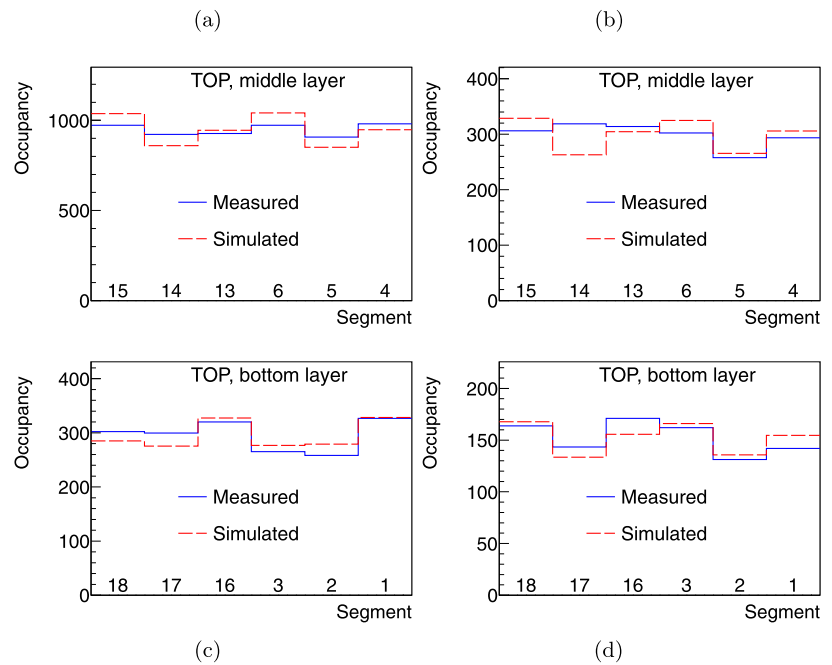 (a)
(b)
TOP, middle layer
Occupancy
1000
500
0
Measured
Simulated
15 14 13 6 5 4
Segment
TOP, middle layer
Occupancy
400
300
200
100
0
Measured
Simulated
15 14 13 6 5 4
Segment
TOP, bottom layer
Occupancy
400
300
200
100
0
Measured
Simulated
18 17 16 3 2 1
Segment
TOP, bottom layer
Occupancy
200
150
100
50
0
Measured
Simulated
18 17 16 3 2 1
Segment
(c)
(d)